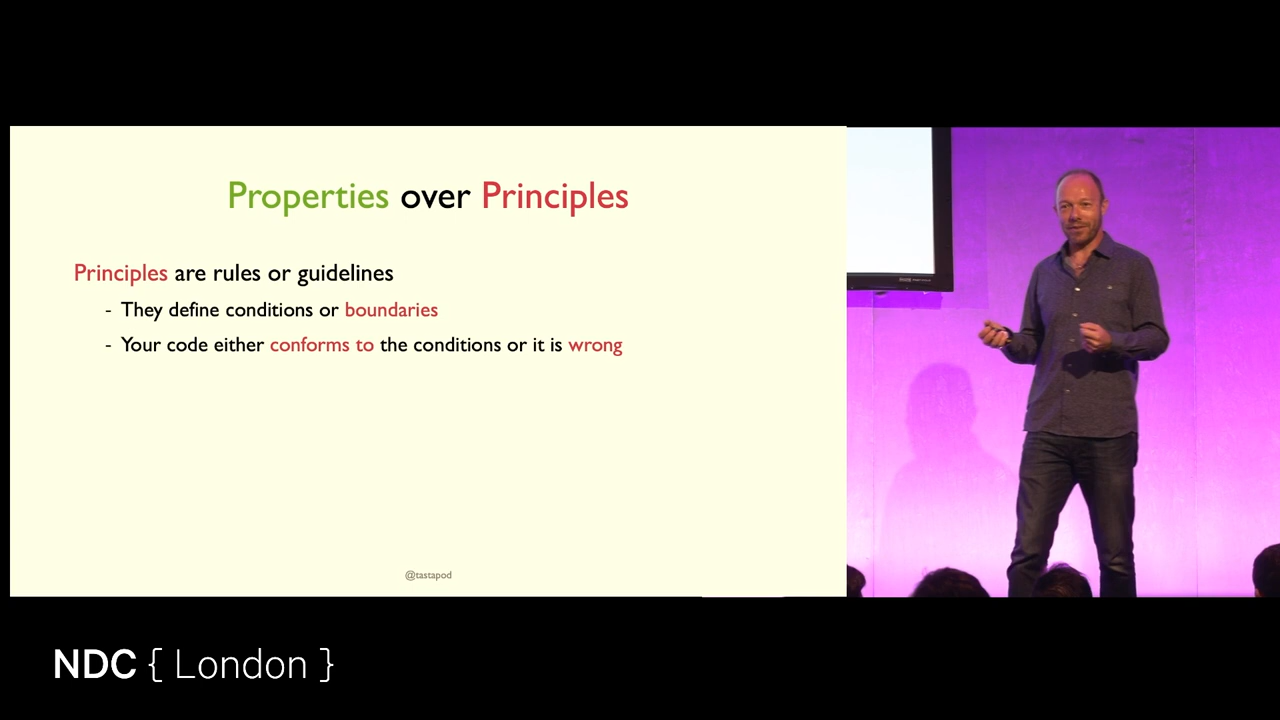 Properties over Principles
Principles are rules or guidelines
- They define conditions or boundaries
- Your code either conforms to the conditions or it is wrong
@tastapod
NDC { London }